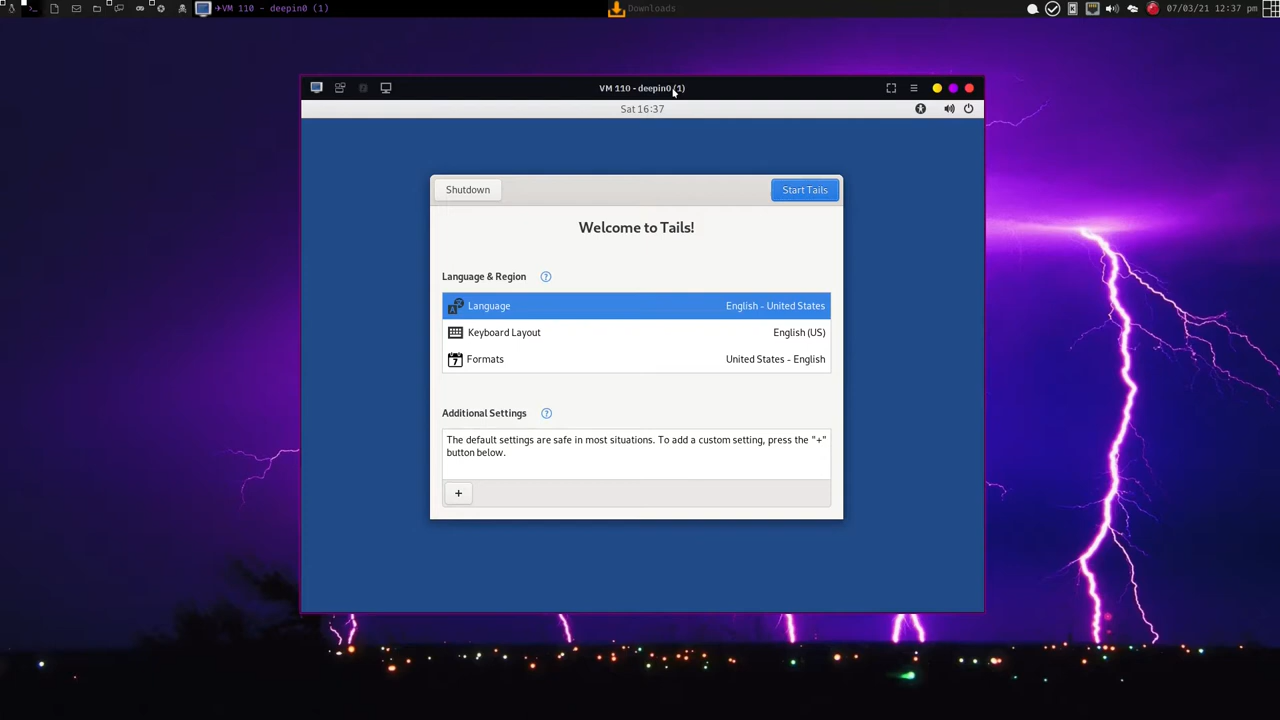 VM 110 - deepin0 (1)
Downloads
07/03/21 12:37 pm
VM 110 - deepin0 (1)
Sat 16:37
Shutdown
Start Tails
Welcome to Tails!
Language & Region
Language English - United States
Keyboard Layout English (US)
Formats United States - English
Additional Settings
The default settings are safe in most situations. To add a custom setting, press the "+"
button below.
+